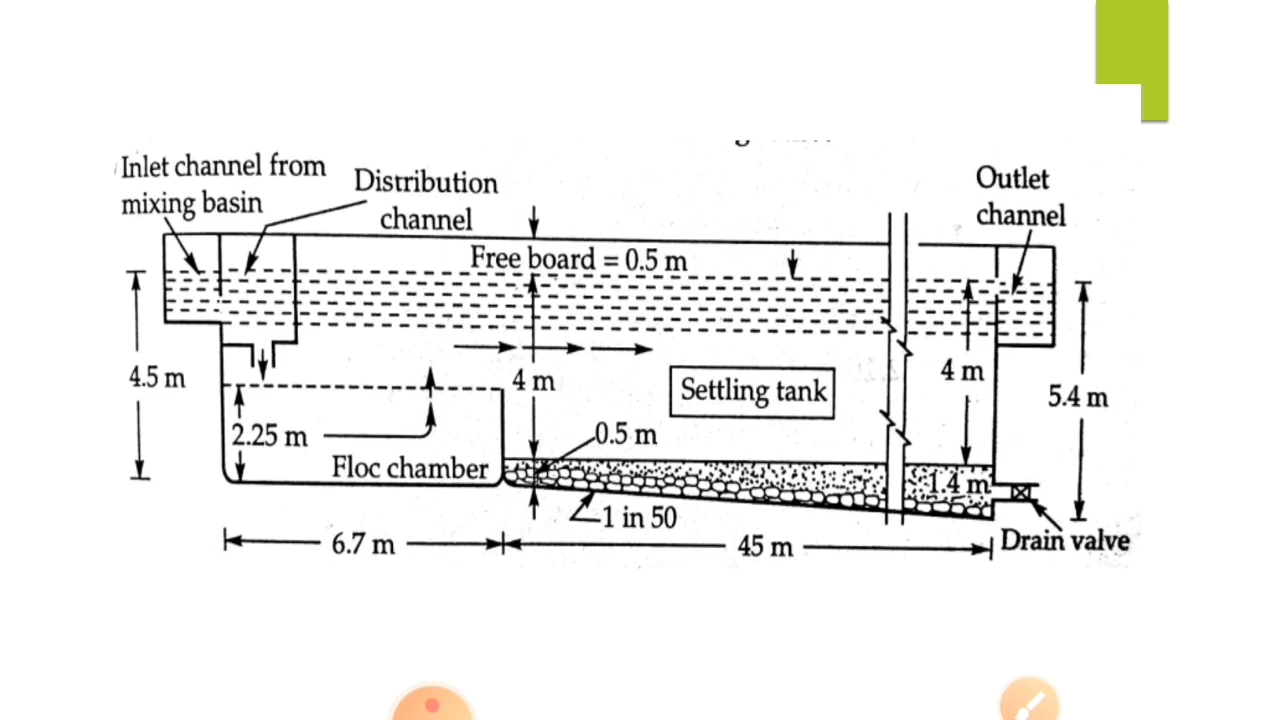 Inlet channel from
mixing basin
Distribution
channel
Outlet
channel
Free board = 0.5 m
4.5 m
4 m
Settling tank
4 m
5.4 m
2.25 m
0.5 m
Floc chamber
1.4 m
1 in 50
6.7 m
45 m
Drain valve